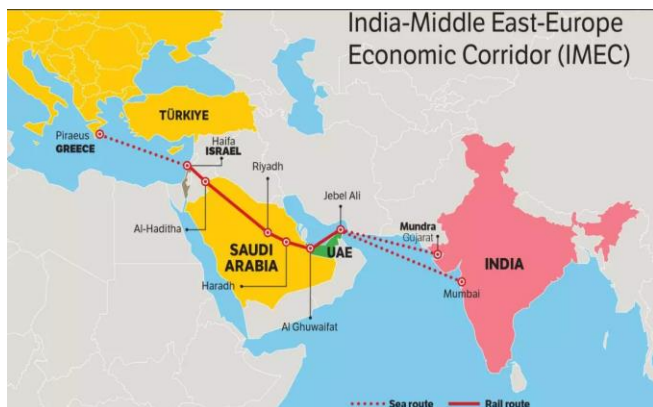 India-Middle East-Europe
Economic Corridor (IMEC)
TÜRKIYE
Piraeus
GREECE
Haifa
ISRAEL
Riyadh
Jebel Ali
Al-Haditha
Mundra
Gujarat
SAUDI
ARABIA
UAE
INDIA
Haradh
Mumbai
Al Ghuwaifat
Sea route
Rail route